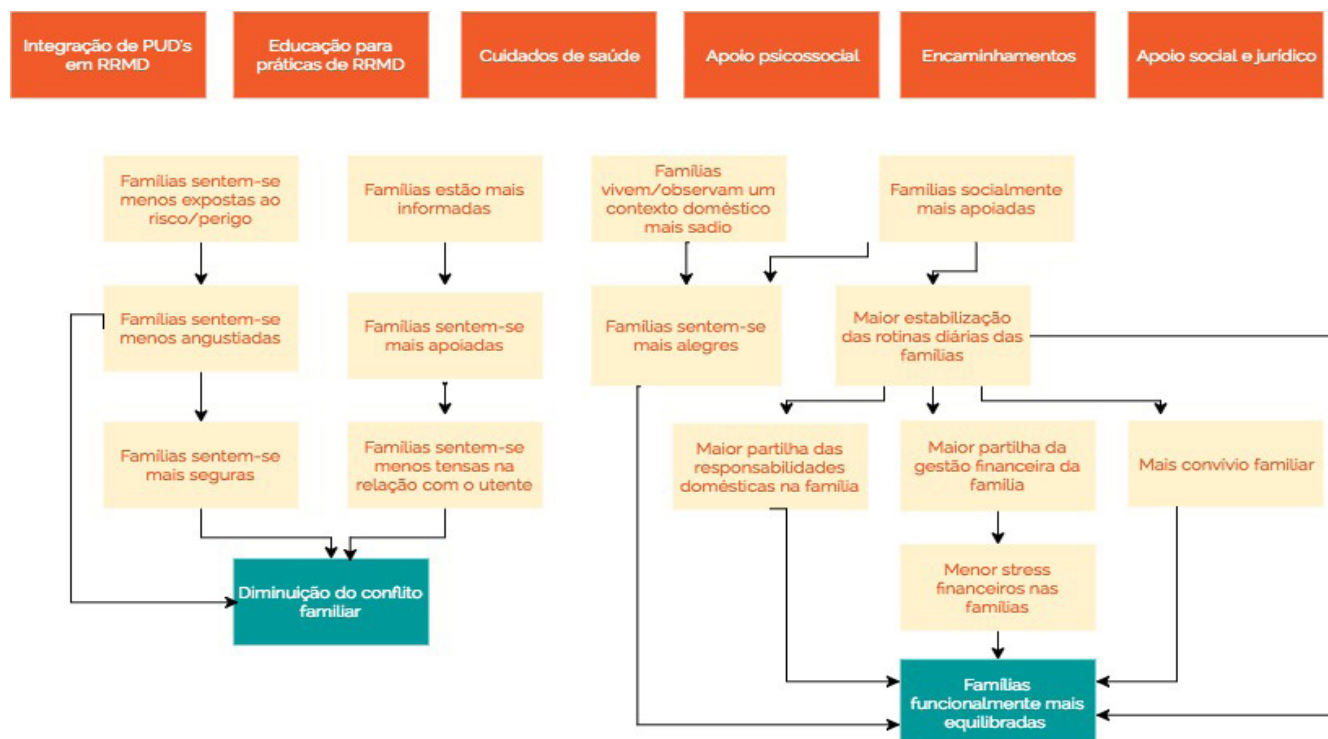 Integração de PUD's
em RRMD
Educação para
práticas de RRMD
Cuidados de saúde
Apoio psicossocial
Encaminhamentos
Apoio social e jurídico
Famílias sentem-se
menos expostas ao
risco/perigo
Famílias estão mais
informadas
Famílias
vivem/observam um
contexto doméstico
mais sadio
Famílias socialmente
mais apoiadas
Famílias sentem-se
menos angustiadas
Famílias sentem-se
mais apoiadas
Famílias sentem-se
mais alegres
Maior estabilização
das rotinas diárias das
famílias
Famílias sentem-se
mais seguras
Famílias sentem-se
menos tensas na
relação com o utente
Maior partilha das
responsabilidades
domésticas na família
Maior partilha da
gestão financeira da
família
Mais convívio familiar
Diminuição do conflito
familiar
Menor stress
financeiros nas
famílias
Famílias
funcionalmente mais
equilibradas